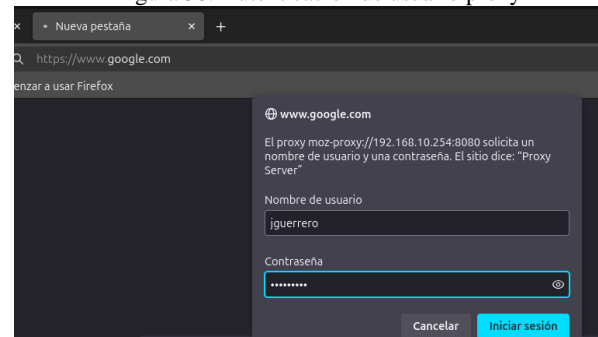 Nueva pestaña
https://www.google.com
enzar a usar Firefox
www.google.com
El proxy moz-proxy://192.168.10.254:8080 solicita un
nombre de usuario y una contraseña. El sitio dice: “Proxy
Server”
Nombre de usuario
jguerrero
Contraseña
•••••••••
Cancelar Iniciar sesión